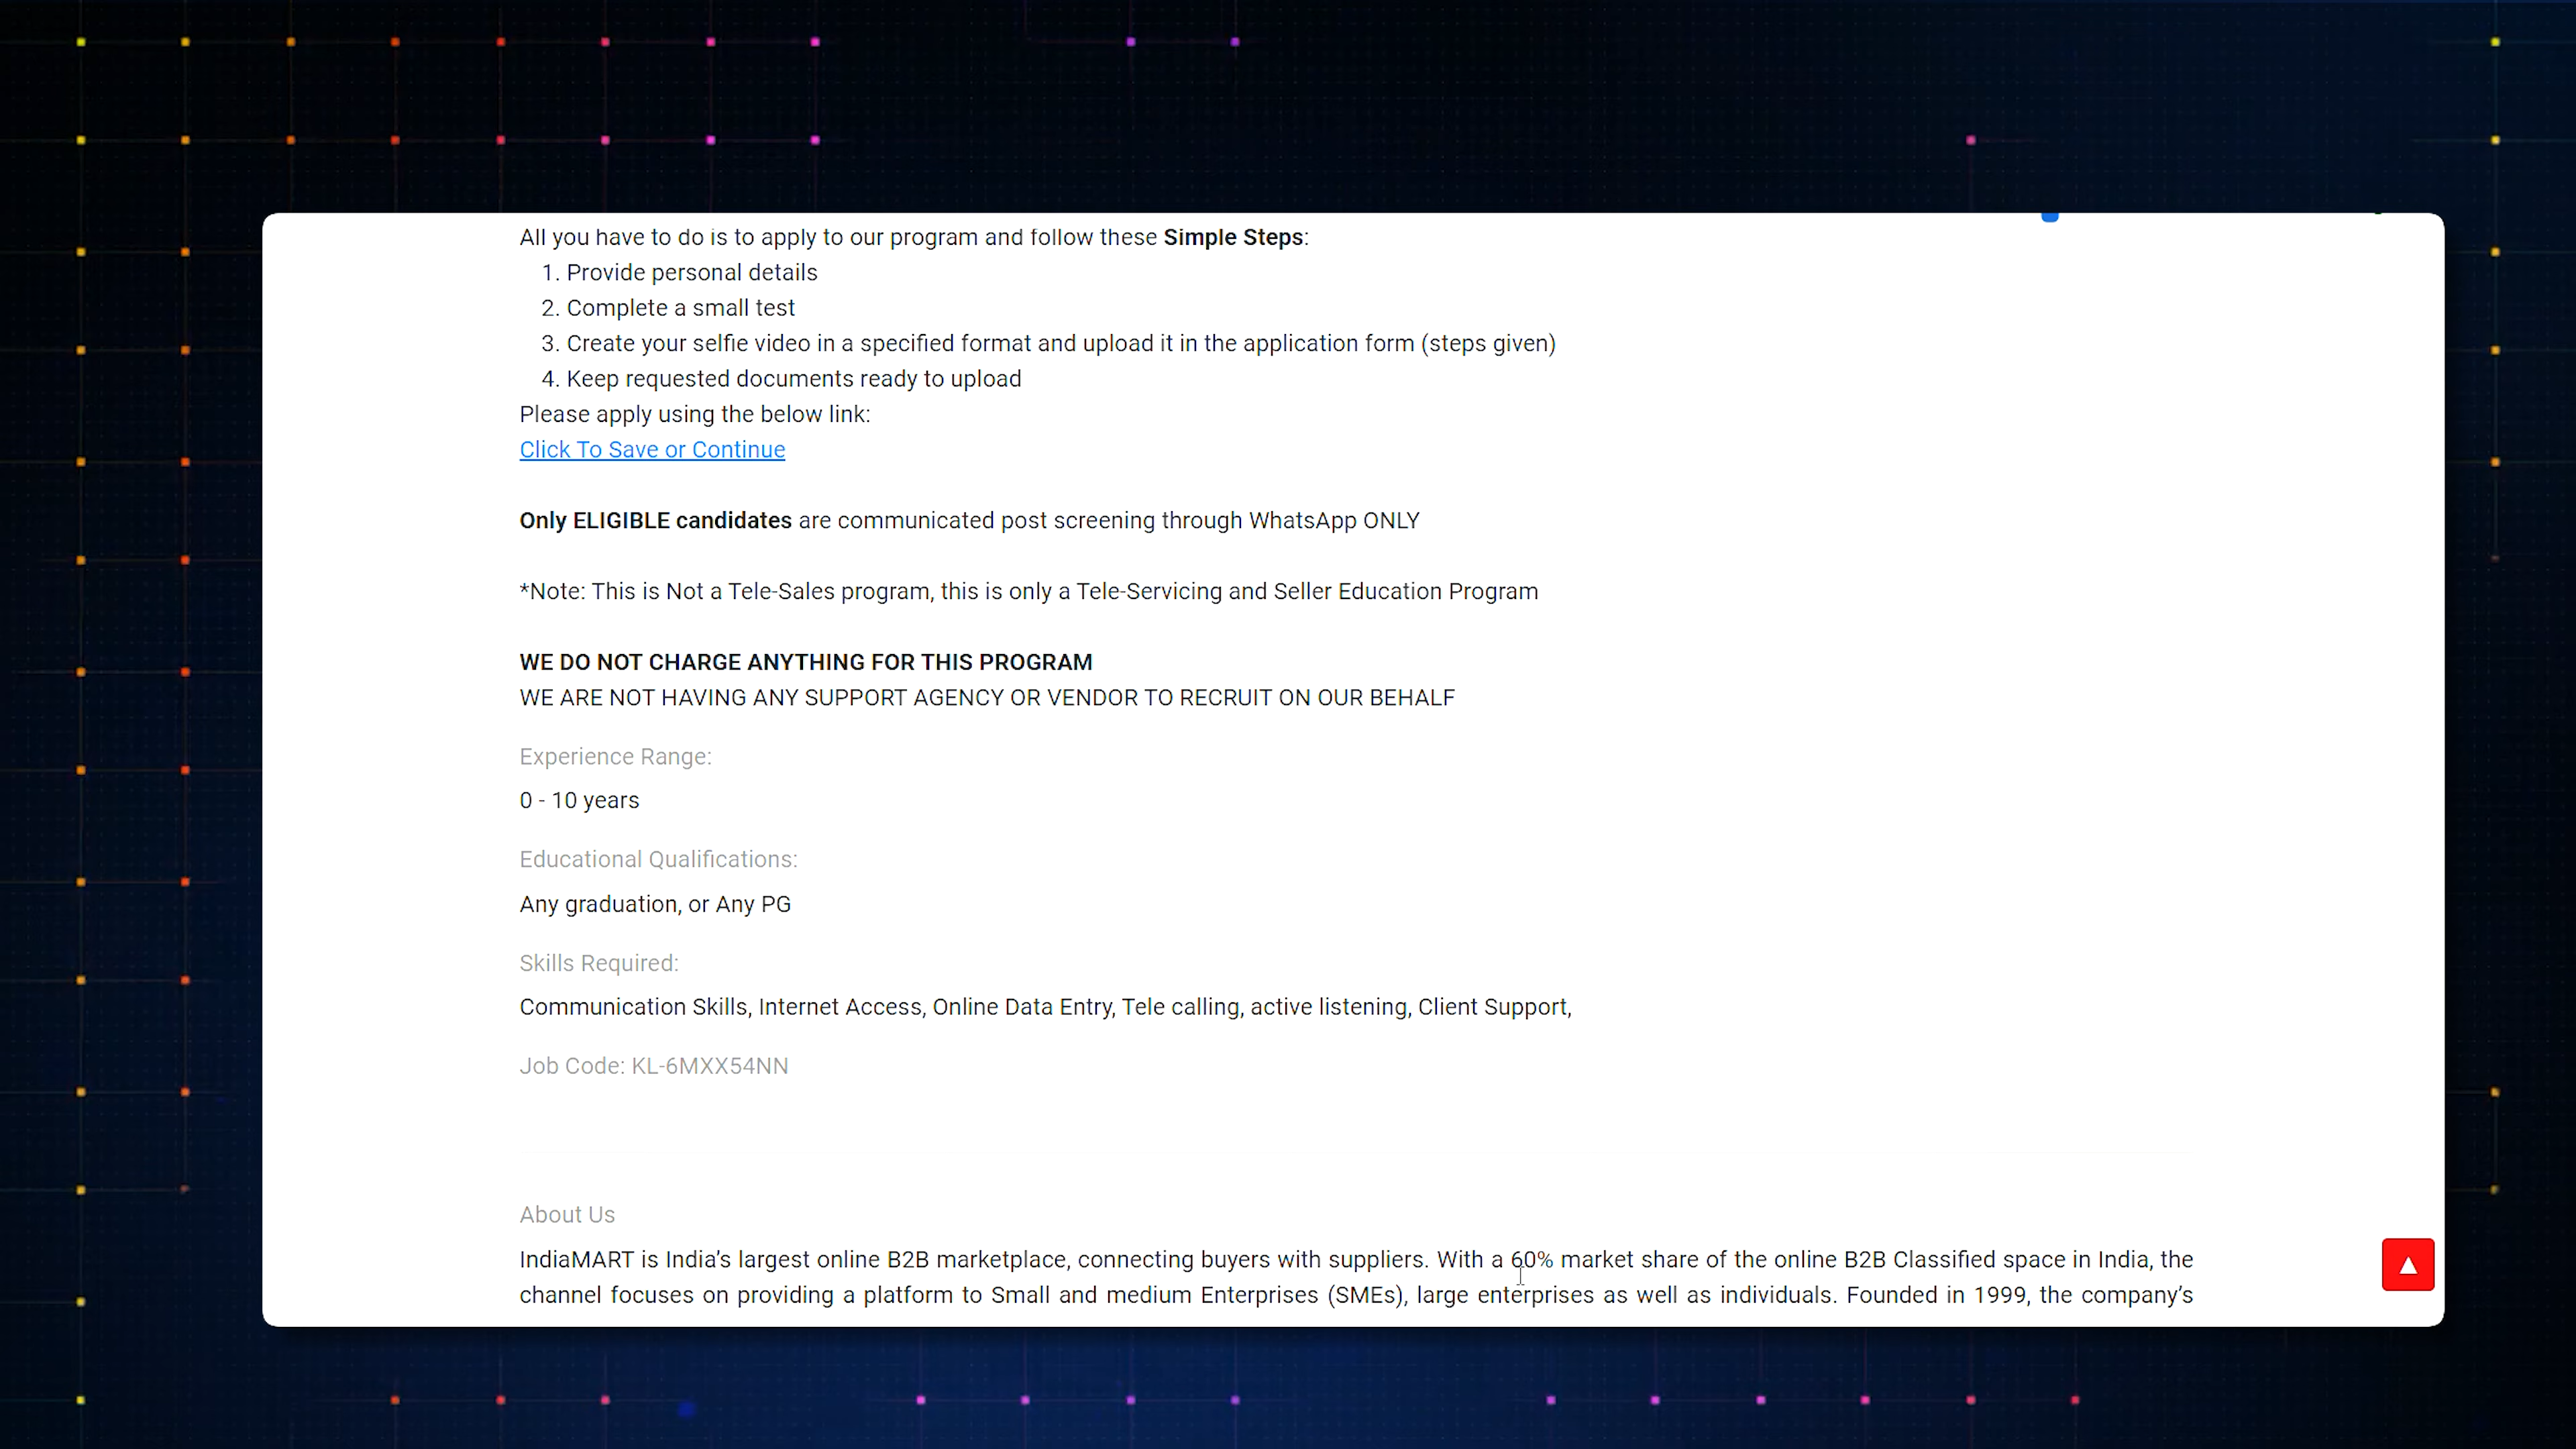 All you have to do is to apply to our program and follow these Simple Steps:
1. Provide personal details
2. Complete a small test
3. Create your selfie video in a specified format and upload it in the application form (steps given)
4. Keep requested documents ready to upload
Please apply using the below link:
Click To Save or Continue
Only ELIGIBLE candidates are communicated post screening through WhatsApp ONLY
*Note: This is Not a Tele-Sales program, this is only a Tele-Servicing and Seller Education Program
WE DO NOT CHARGE ANYTHING FOR THIS PROGRAM
WE ARE NOT HAVING ANY SUPPORT AGENCY OR VENDOR TO RECRUIT ON OUR BEHALF
Experience Range:
0 - 10 years
Educational Qualifications:
Any graduation, or Any PG
Skills Required:
Communication Skills, Internet Access, Online Data Entry, Tele calling, active listening, Client Support,
Job Code: KL-6MXX54NN
About Us
IndiaMART is India’s largest online B2B marketplace, connecting buyers with suppliers. With a 60% market share of the online B2B Classified space in India, the
channel focuses on providing a platform to Small and medium Enterprises (SMEs), large enterprises as well as individuals. Founded in 1999, the company’s